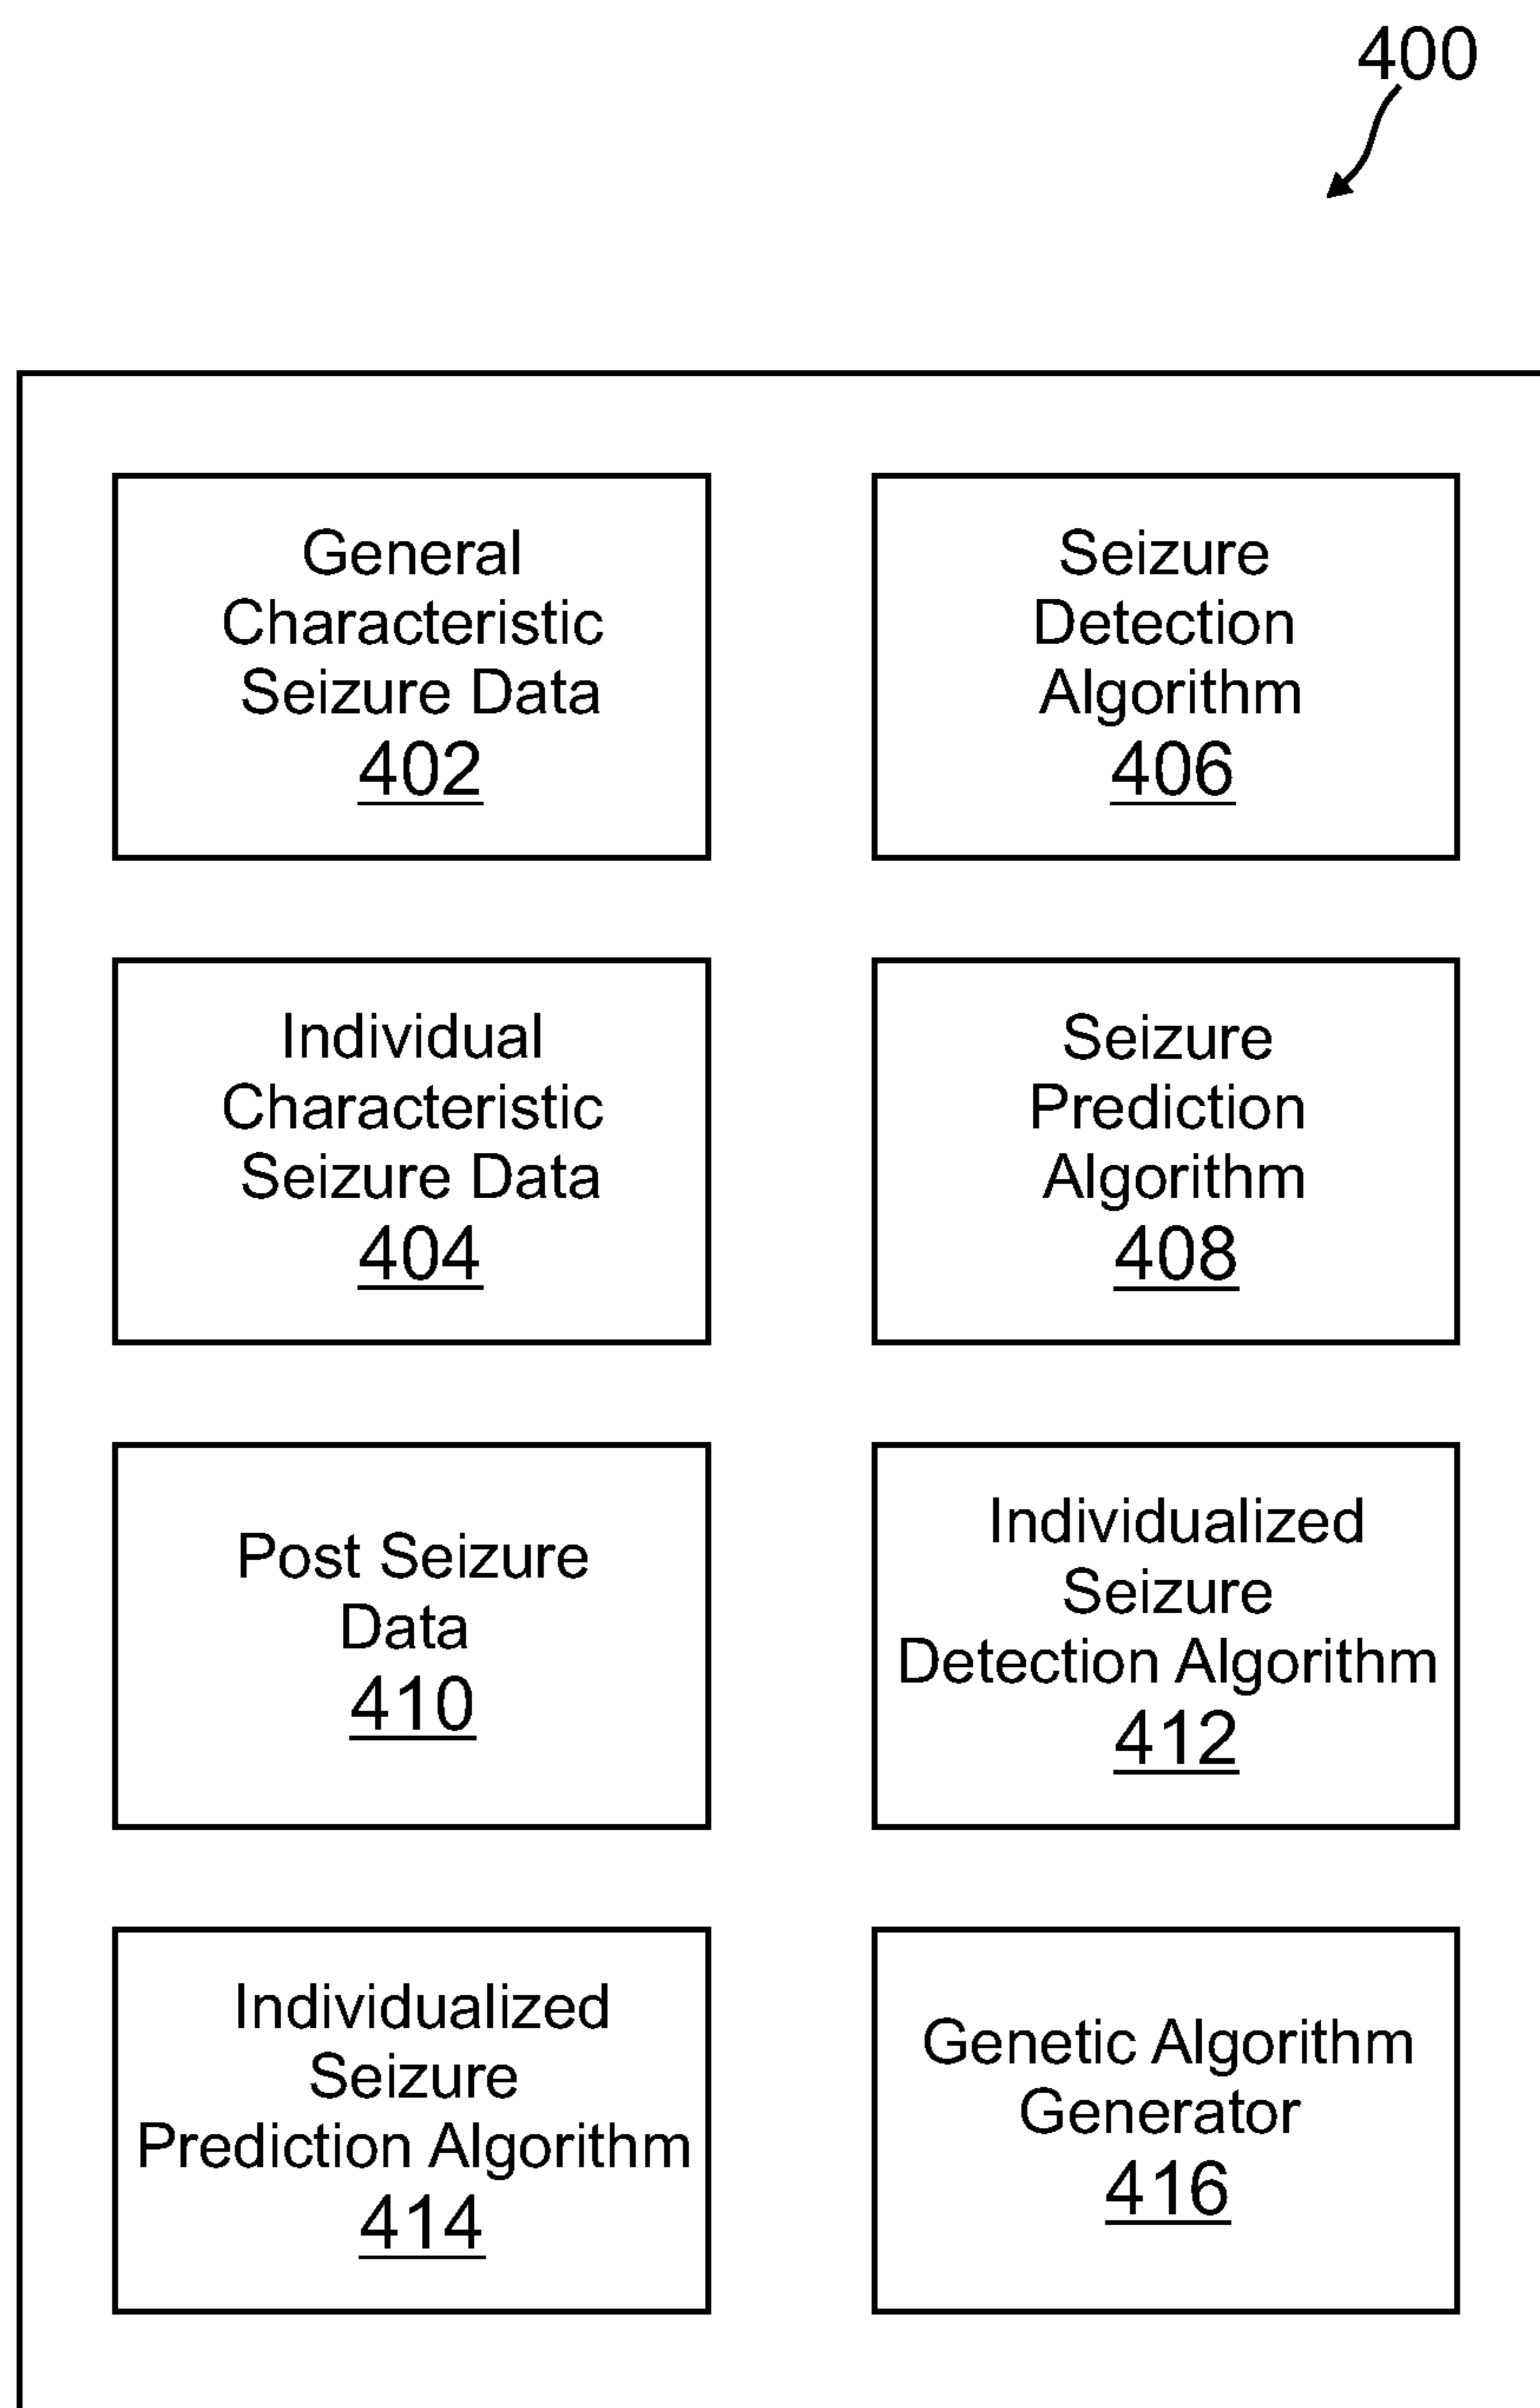 400
General
Characteristic
Seizure Data
402
Seizure
Detection
Algorithm
406
Individual
Characteristic
Seizure Data
404
Seizure
Prediction
Algorithm
408
Post Seizure
Data
410
Individualized
Seizure
Detection Algorithm
412
Individualized
Seizure
Prediction Algorithm
414
Genetic Algorithm
Generator
416